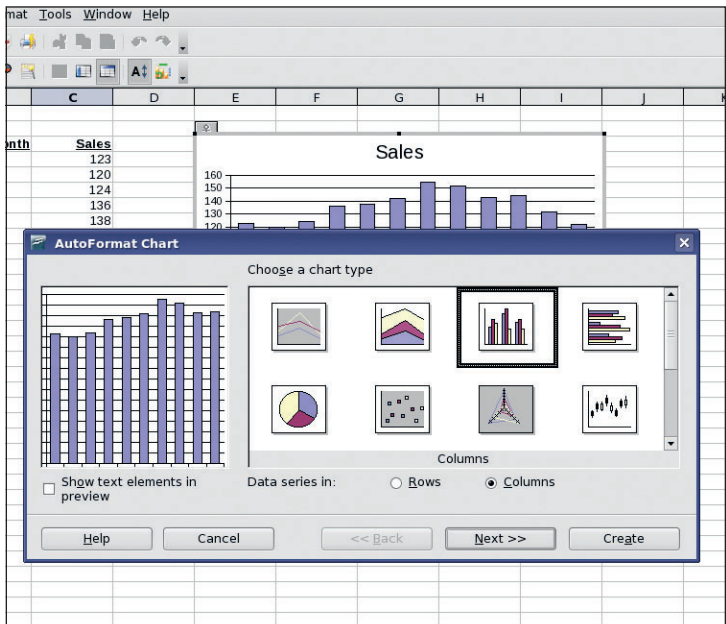 mat Tools Window Help
C D E F G H I J K
onth Sales
123
120
124
136
138
Sales
160
150
140
130
120
AutoFormat Chart
Choose a chart type
Columns
Show text elements in
preview
Data series in: Rows Columns
Help Cancel << Back Next >> Create